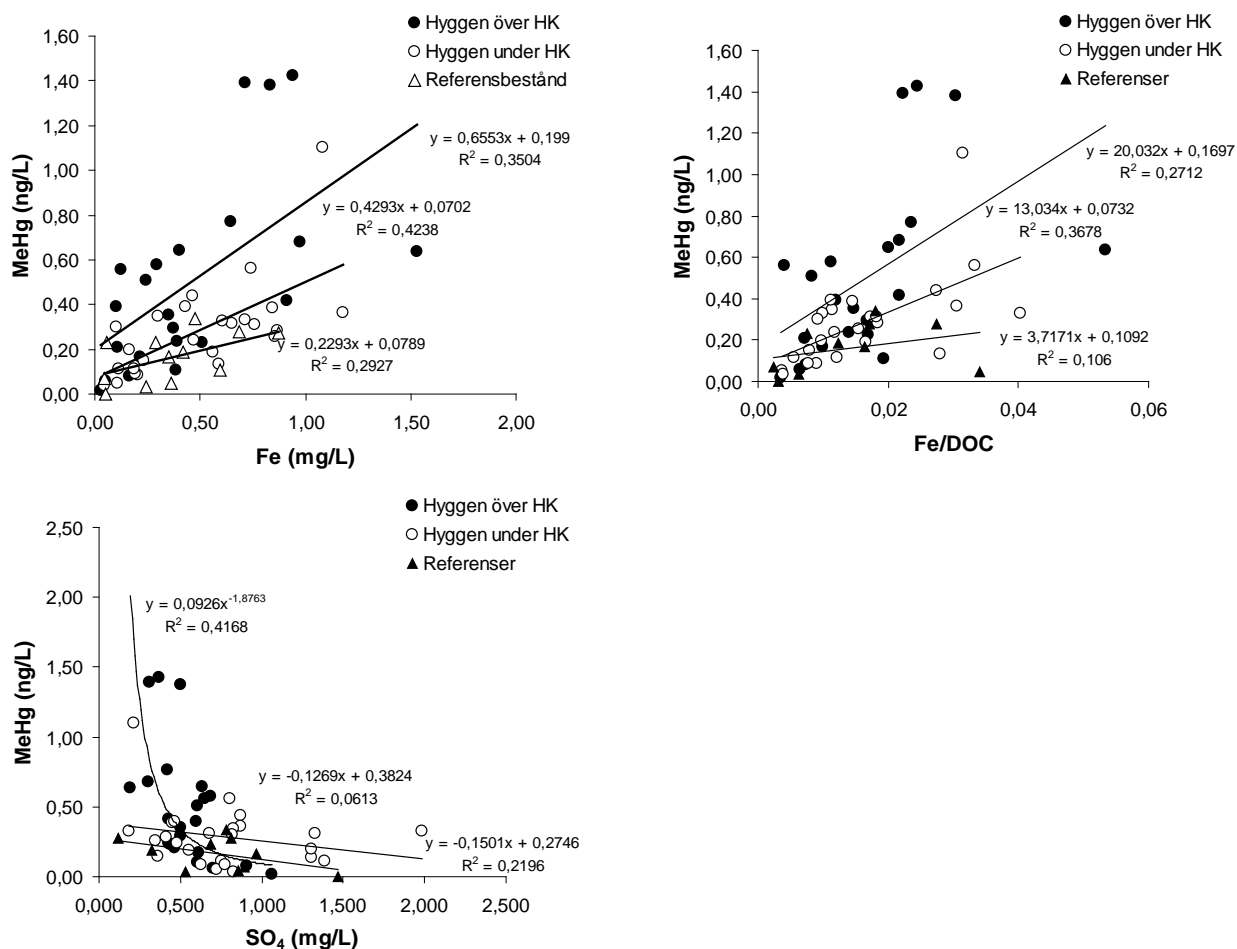 Hyggen över HK
Hyggen under HK
Referensbestånd
1,60
1,40
1,20
1,00
0,80
0,60
0,40
0,20
0,00
MeHg (ng/L)
y = 0,6553x + 0,199
R² = 0,3504
y = 0,4293x + 0,0702
R² = 0,4238
y = 0,2293x + 0,0789
R² = 0,2927
0,00 0,50 1,00 1,50 2,00
Fe (mg/L)
Hyggen över HK
Hyggen under HK
Referenser
1,60
1,40
1,20
1,00
0,80
0,60
0,40
0,20
0,00
MeHg (ng/L)
y = 20,032x + 0,1697
R² = 0,2712
y = 13,034x + 0,0732
R² = 0,3678
y = 3,7171x + 0,1092
R² = 0,106
0,00 0,02 0,04 0,06
Fe/DOC
Hyggen över HK
Hyggen under HK
Referenser
2,50
2,00
1,50
1,00
0,50
0,00
MeHg (ng/L)
y = 0,0926x⁻¹,⁸⁷⁶³
R² = 0,4168
y = -0,1269x + 0,3824
R² = 0,0613
y = -0,1501x + 0,2746
R² = 0,2196
0,000 0,500 1,000 1,500 2,000 2,500
SO₄ (mg/L)